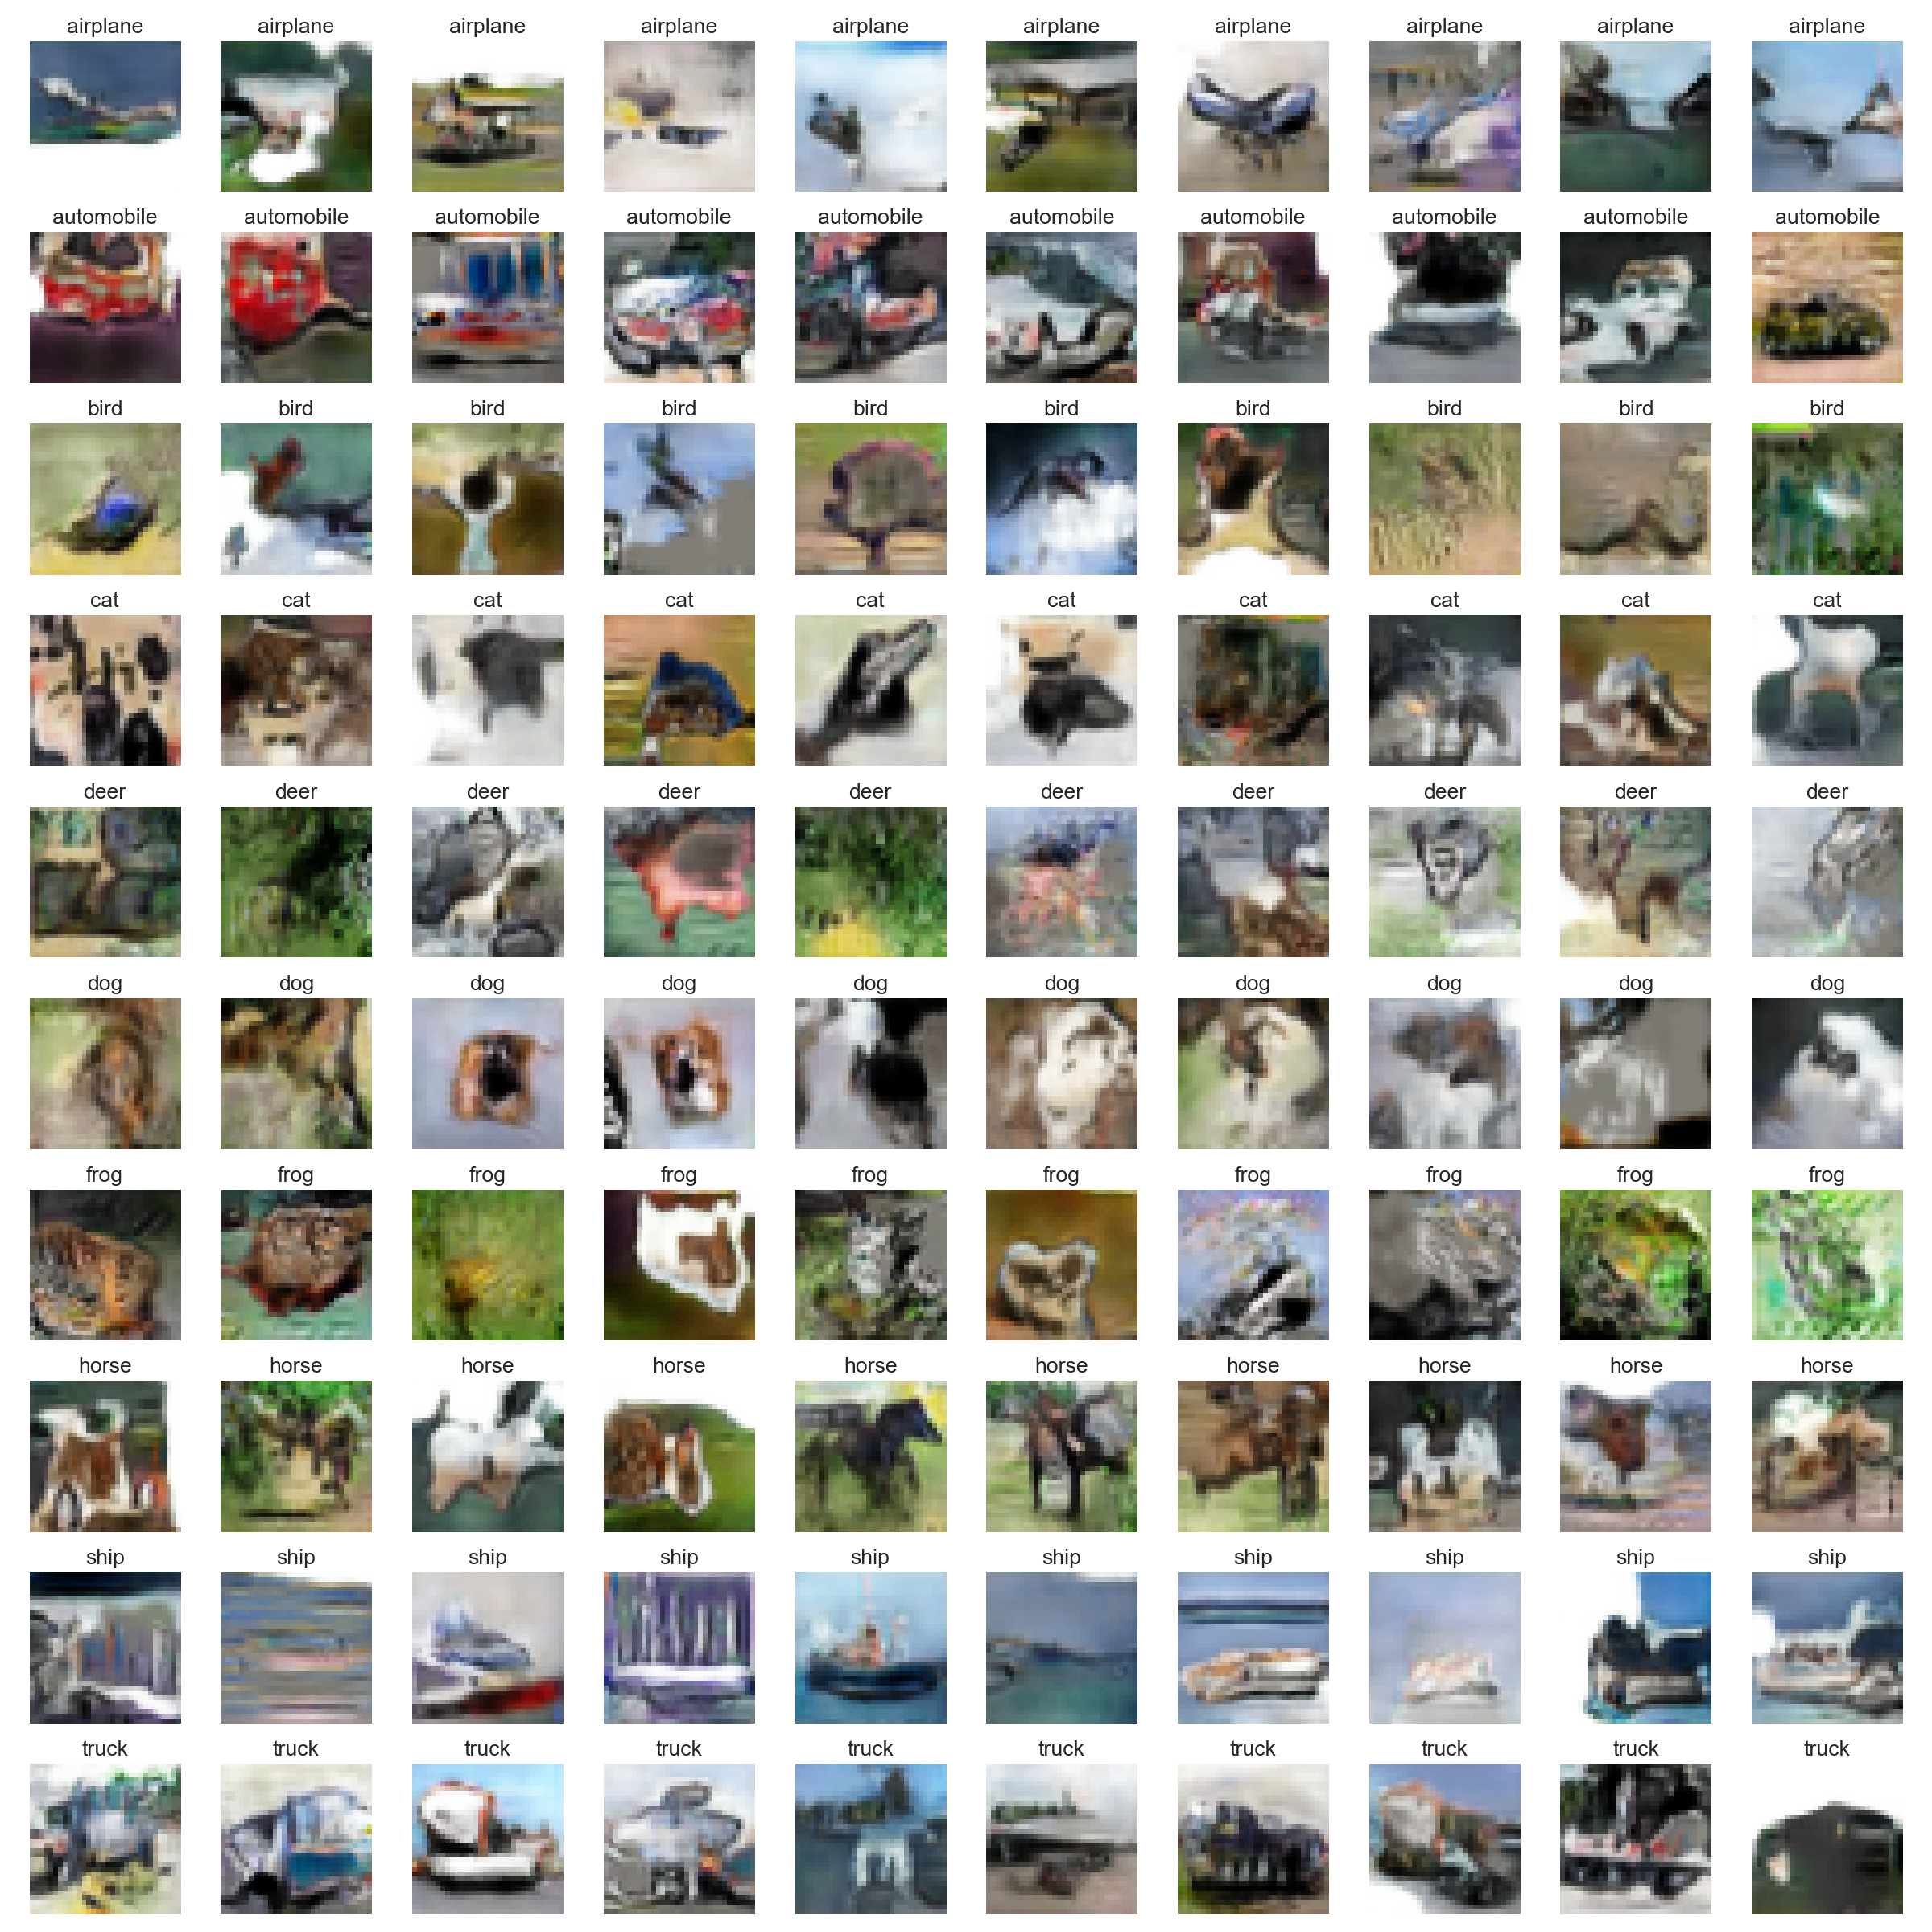 airplane airplane airplane airplane airplane airplane airplane airplane airplane airplane
automobile automobile automobile automobile automobile automobile automobile automobile automobile automobile
bird bird bird bird bird bird bird bird bird bird
cat cat cat cat cat cat cat cat cat cat
deer deer deer deer deer deer deer deer deer deer
dog dog dog dog dog dog dog dog dog dog
frog frog frog frog frog frog frog frog frog frog
horse horse horse horse horse horse horse horse horse horse
ship ship ship ship ship ship ship ship ship ship
truck truck truck truck truck truck truck truck truck truck